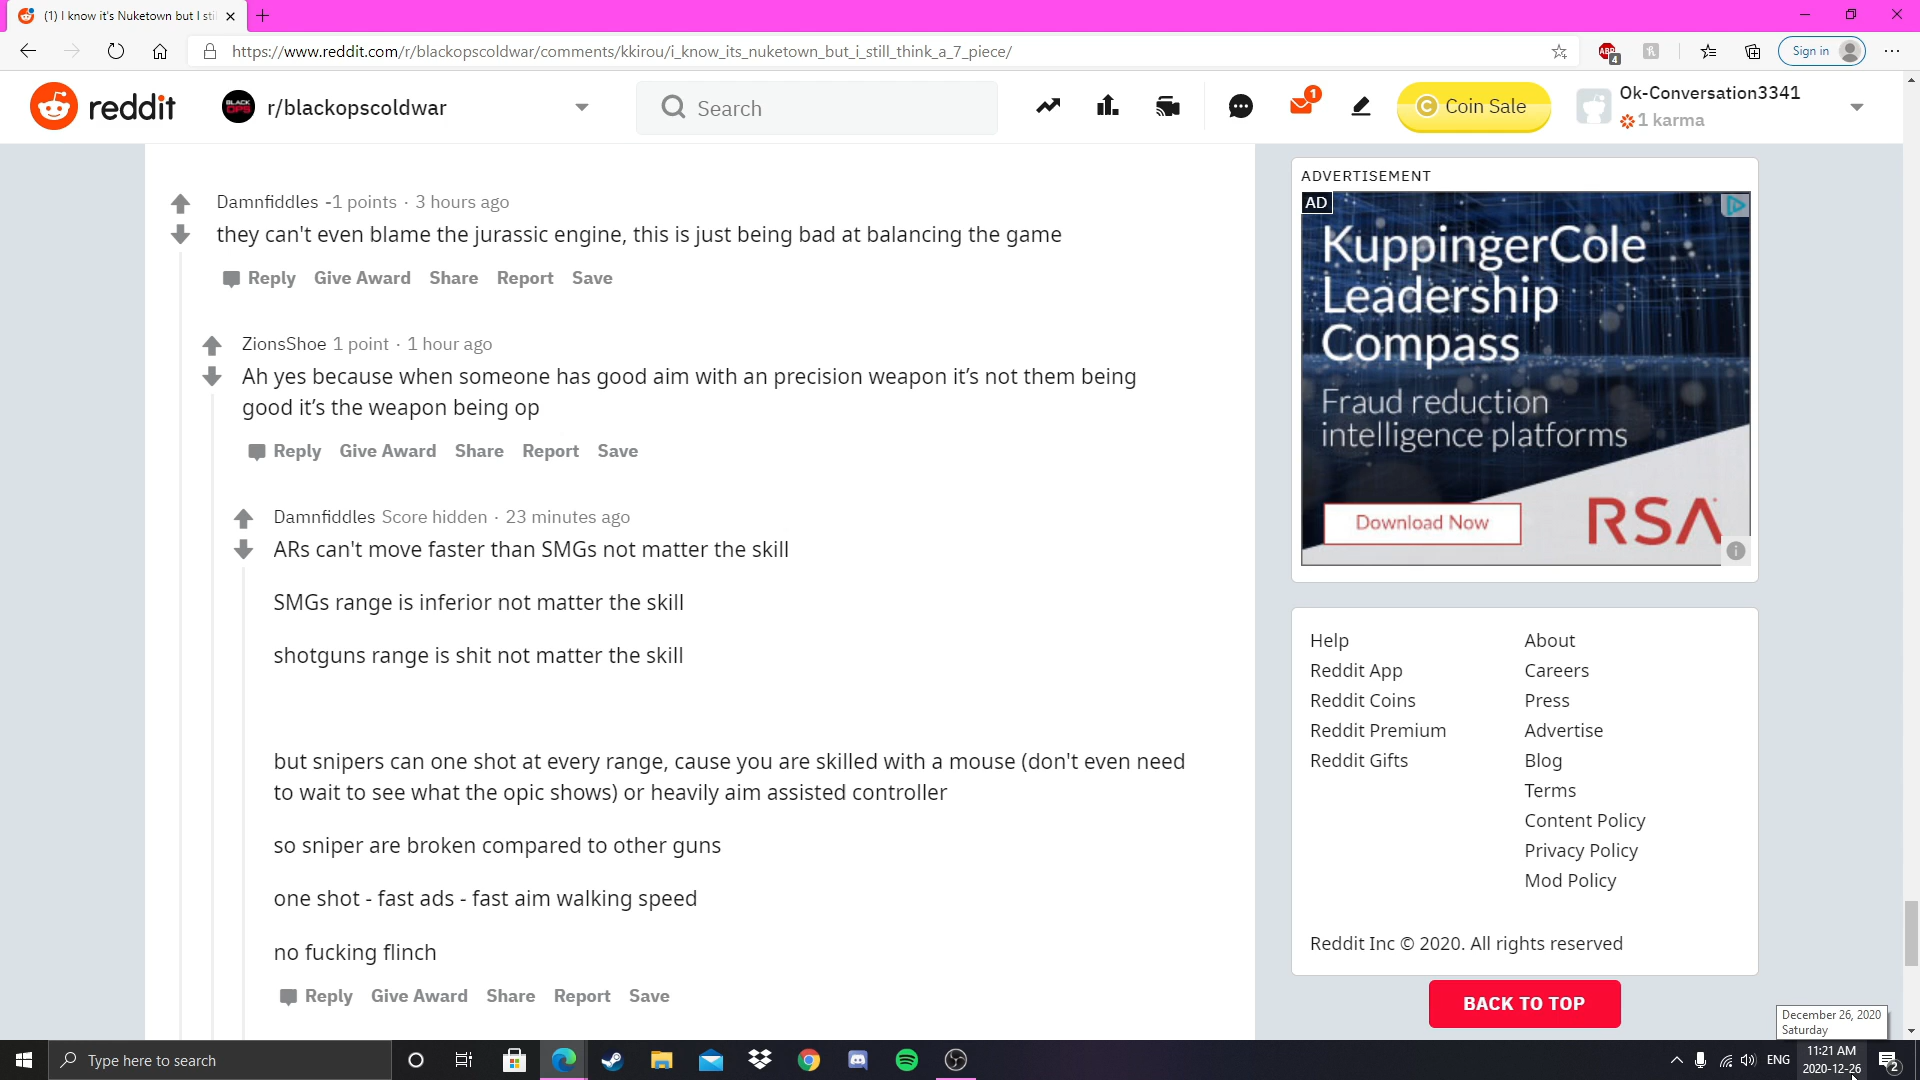 (1) I know it's Nuketown but I sti
https://www.reddit.com/r/blackopscoldwar/comments/kkirou/i_know_its_nuketown_but_i_still_think_a_7_piece/
ABP
4
Sign in
reddit
BLACK OPS
r/blackopscoldwar
Search
1
Coin Sale
Ok-Conversation3341
1 karma
Damnfiddles -1 points · 3 hours ago
they can't even blame the jurassic engine, this is just being bad at balancing the game
Reply Give Award Share Report Save
ZionsShoe 1 point · 1 hour ago
Ah yes because when someone has good aim with an precision weapon it’s not them being
good it’s the weapon being op
Reply Give Award Share Report Save
Damnfiddles Score hidden · 23 minutes ago
ARs can't move faster than SMGs not matter the skill
SMGs range is inferior not matter the skill
shotguns range is shit not matter the skill
but snipers can one shot at every range, cause you are skilled with a mouse (don't even need
to wait to see what the opic shows) or heavily aim assisted controller
so sniper are broken compared to other guns
one shot - fast ads - fast aim walking speed
no fucking flinch
Reply Give Award Share Report Save
ADVERTISEMENT
AD
KuppingerCole
Leadership
Compass
Fraud reduction
intelligence platforms
Download Now
RSA
Help
Reddit App
Reddit Coins
Reddit Premium
Reddit Gifts
About
Careers
Press
Advertise
Blog
Terms
Content Policy
Privacy Policy
Mod Policy
Reddit Inc © 2020. All rights reserved
BACK TO TOP
December 26, 2020
Saturday
Type here to search
ENG
11:21 AM
2020-12-26
2